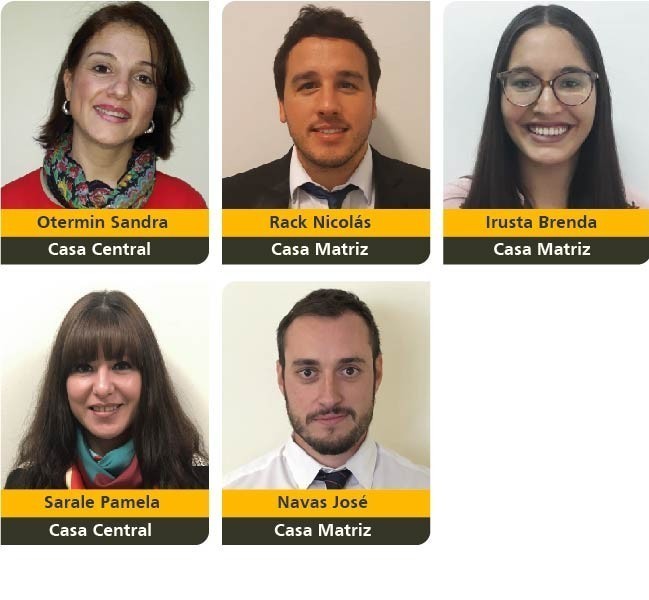 Otermin Sandra
Casa Central
Rack Nicolás
Casa Matriz
Irusta Brenda
Casa Matriz
Sarale Pamela
Casa Central
Navas José
Casa Matriz